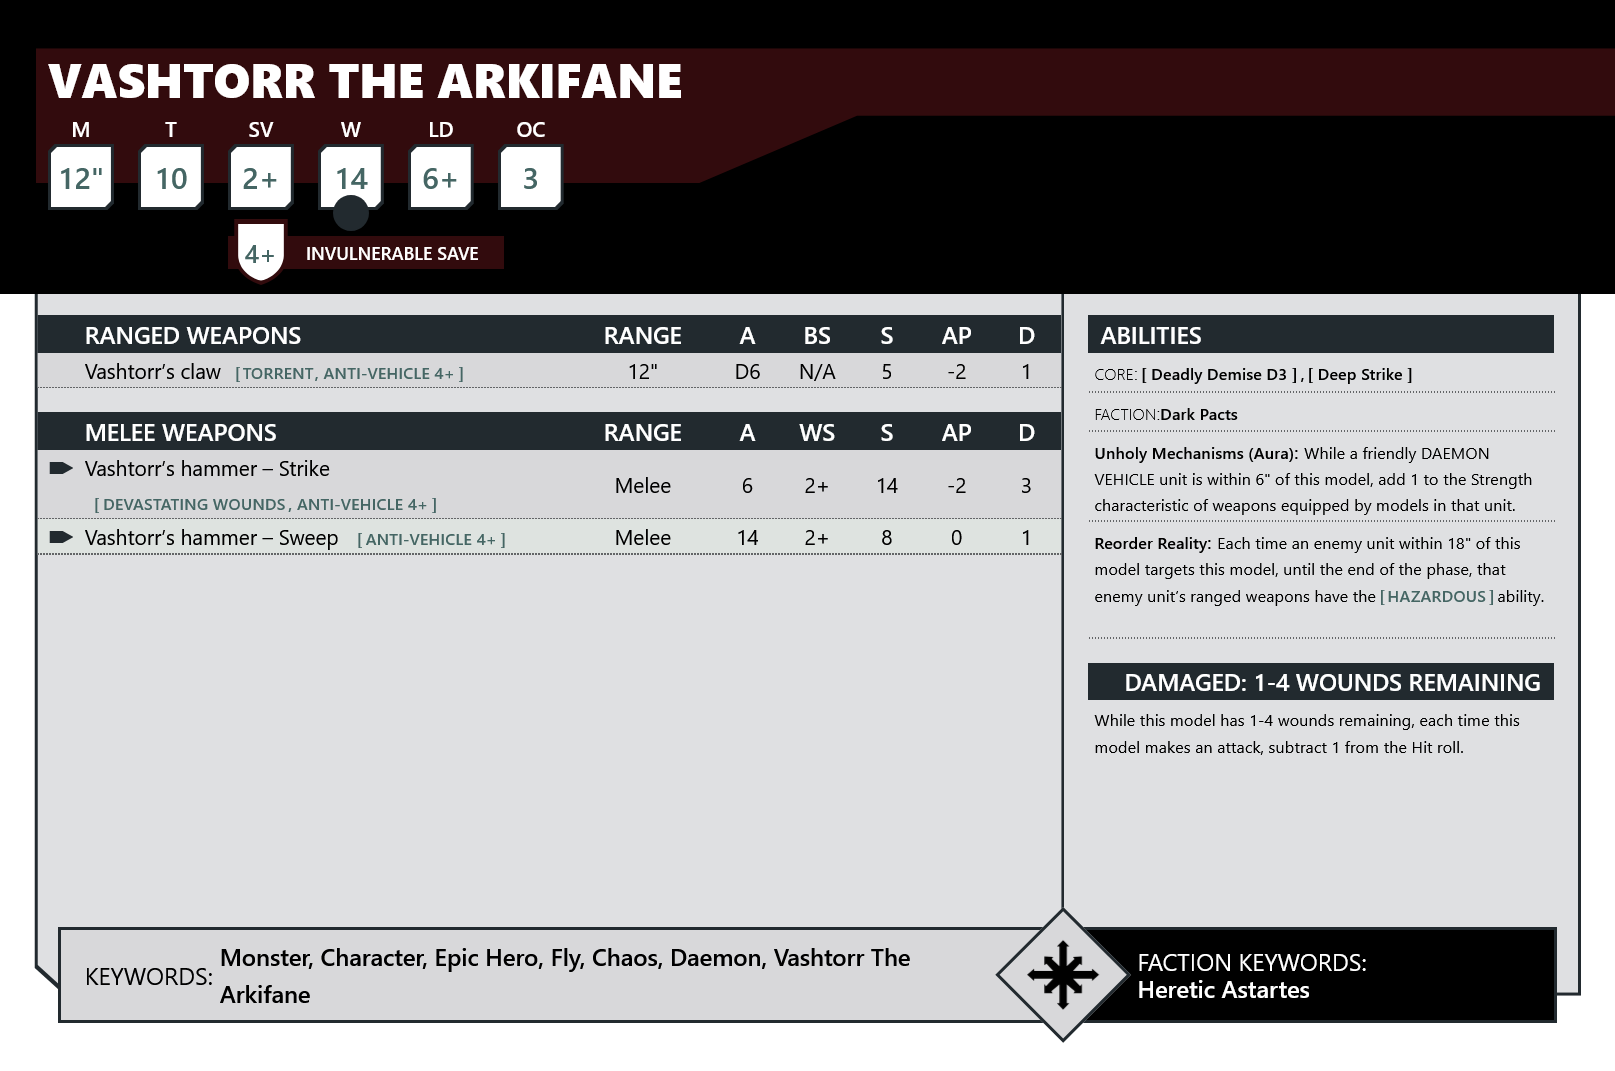 VASHTORR THE ARKIFANE
M T SV W LD OC
12" 10 2+ 14 6+ 3
4+ INVULNERABLE SAVE
RANGED WEAPONS RANGE A BS S AP D
Vashtorr's claw [ TORRENT, ANTI-VEHICLE 4+ ] 12" D6 N/A 5 -2 1
MELEE WEAPONS RANGE A WS S AP D
Vashtorr's hammer – Strike
[ DEVASTATING WOUNDS, ANTI-VEHICLE 4+ ] Melee 6 2+ 14 -2 3
Vashtorr's hammer – Sweep [ ANTI-VEHICLE 4+ ] Melee 14 2+ 8 0 1
ABILITIES
CORE: [ Deadly Demise D3 ] , [ Deep Strike ]
FACTION:Dark Pacts
Unholy Mechanisms (Aura): While a friendly DAEMON
VEHICLE unit is within 6" of this model, add 1 to the Strength
characteristic of weapons equipped by models in that unit.
Reorder Reality: Each time an enemy unit within 18" of this
model targets this model, until the end of the phase, that
enemy unit's ranged weapons have the [ HAZARDOUS ] ability.
DAMAGED: 1-4 WOUNDS REMAINING
While this model has 1-4 wounds remaining, each time this
model makes an attack, subtract 1 from the Hit roll.
KEYWORDS: Monster, Character, Epic Hero, Fly, Chaos, Daemon, Vashtorr The
Arkifane
FACTION KEYWORDS:
Heretic Astartes